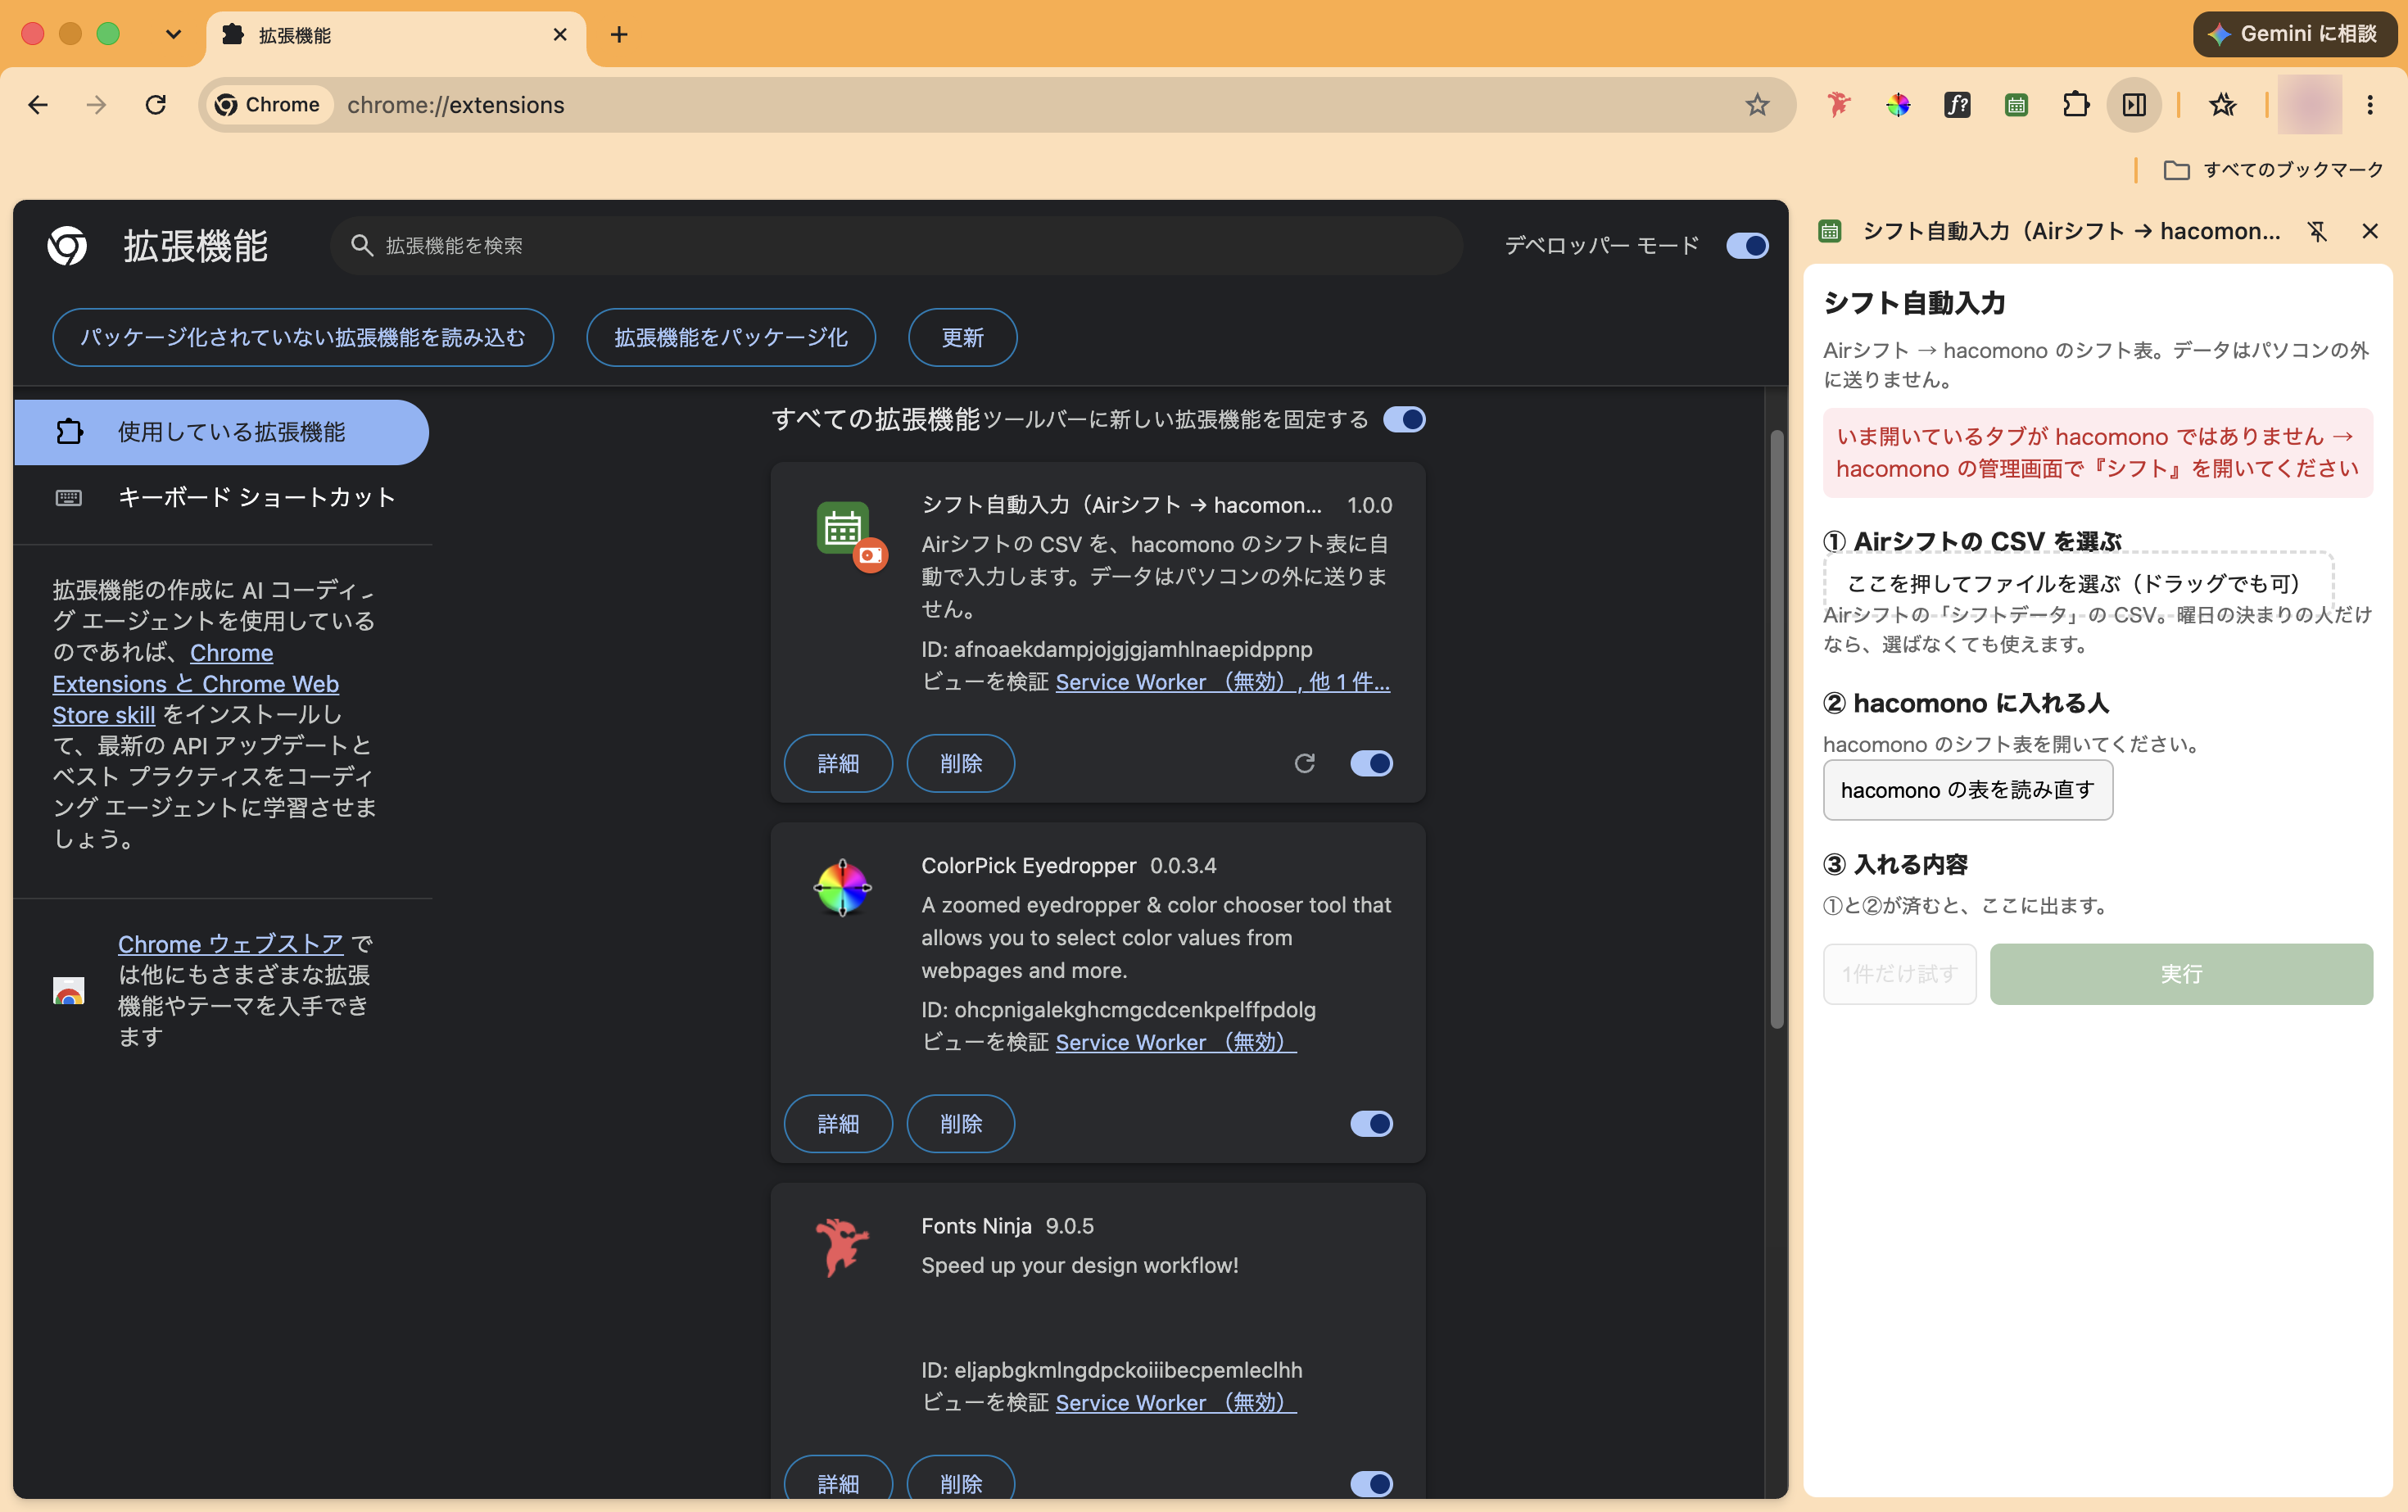 拡張機能
Gemini に相談
Chrome
chrome://extensions
すべてのブックマーク
拡張機能
拡張機能を検索
デベロッパー モード
パッケージ化されていない拡張機能を読み込む
拡張機能をパッケージ化
更新
使用している拡張機能
キーボード ショートカット
拡張機能の作成に AI コーディン
グ エージェントを使用している
のであれば、Chrome
Extensions と Chrome Web
Store skill をインストールし
て、最新の API アップデートと
ベスト プラクティスをコーディ
ング エージェントに学習させま
しょう。
Chrome ウェブストア で
は他にもさまざまな拡張
機能やテーマを入手でき
ます
すべての拡張機能
ツールバーに新しい拡張機能を固定する
シフト自動入力（Airシフト → hacomon... 1.0.0
Airシフトの CSV を、hacomono のシフト表に自
動で入力します。データはパソコンの外に送りま
せん。
ID: afnoaekdampjojgjgjamhlnaepidppnp
ビューを検証 Service Worker （無効）, 他 1 件...
詳細
削除
ColorPick Eyedropper 0.0.3.4
A zoomed eyedropper & color chooser tool that
allows you to select color values from
webpages and more.
ID: ohcpnigalekghcmgcdcenkpelffpdolg
ビューを検証 Service Worker （無効）
詳細
削除
Fonts Ninja 9.0.5
Speed up your design workflow!
ID: eljapbgkmlngdpckoiiibecpemleclhh
ビューを検証 Service Worker （無効）
詳細
削除
シフト自動入力（Airシフト → hacomon...
シフト自動入力
Airシフト → hacomono のシフト表。データはパソコンの外
に送りません。
いま開いているタブが hacomono ではありません →
hacomono の管理画面で『シフト』を開いてください
① Airシフトの CSV を選ぶ
ここを押してファイルを選ぶ（ドラッグでも可）
Airシフトの「シフトデータ」の CSV。曜日の決まりの人だけ
なら、選ばなくても使えます。
② hacomono に入れる人
hacomono のシフト表を開いてください。
hacomono の表を読み直す
③ 入れる内容
①と②が済むと、ここに出ます。
1件だけ試す
実行